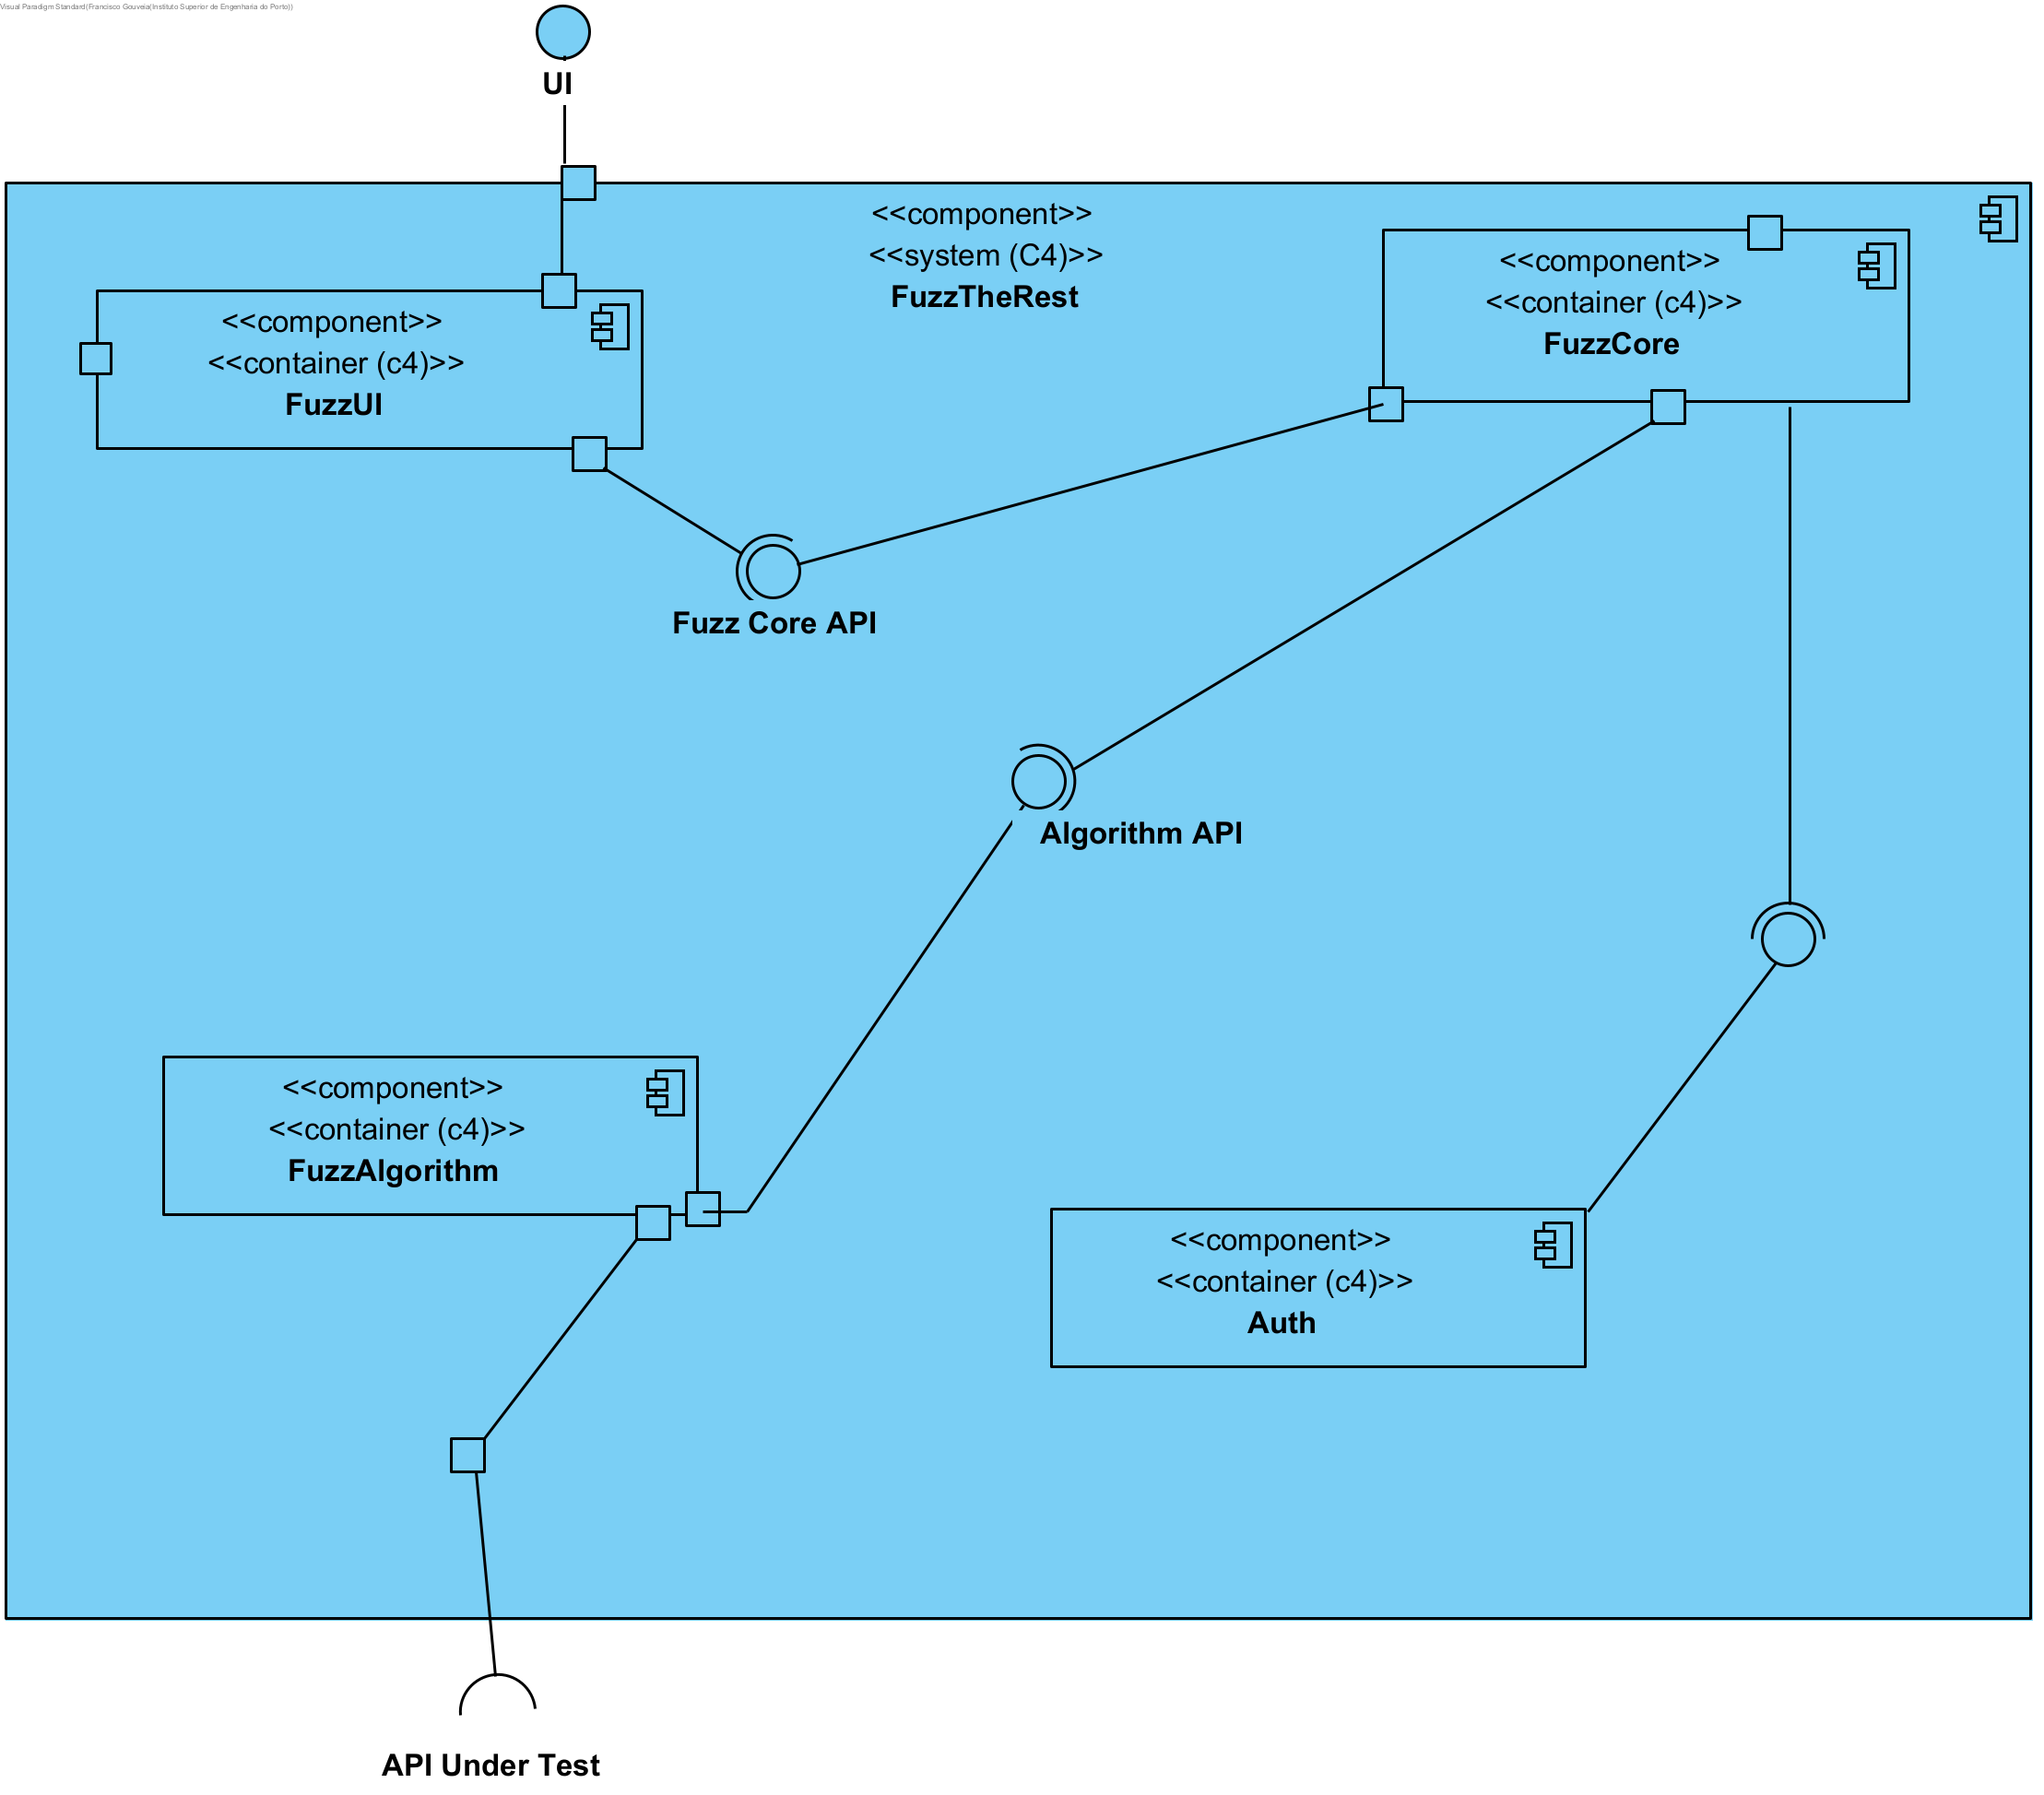 Visual Paradigm Standard(Francisco Gouveia(Instituto Superior de Engenharia do Porto))
UI
<<component>>
<<system (C4)>>
FuzzTheRest
<<component>>
<<container (c4)>>
FuzzCore
<<component>>
<<container (c4)>>
FuzzUI
Fuzz Core API
Algorithm API
<<component>>
<<container (c4)>>
FuzzAlgorithm
<<component>>
<<container (c4)>>
Auth
API Under Test